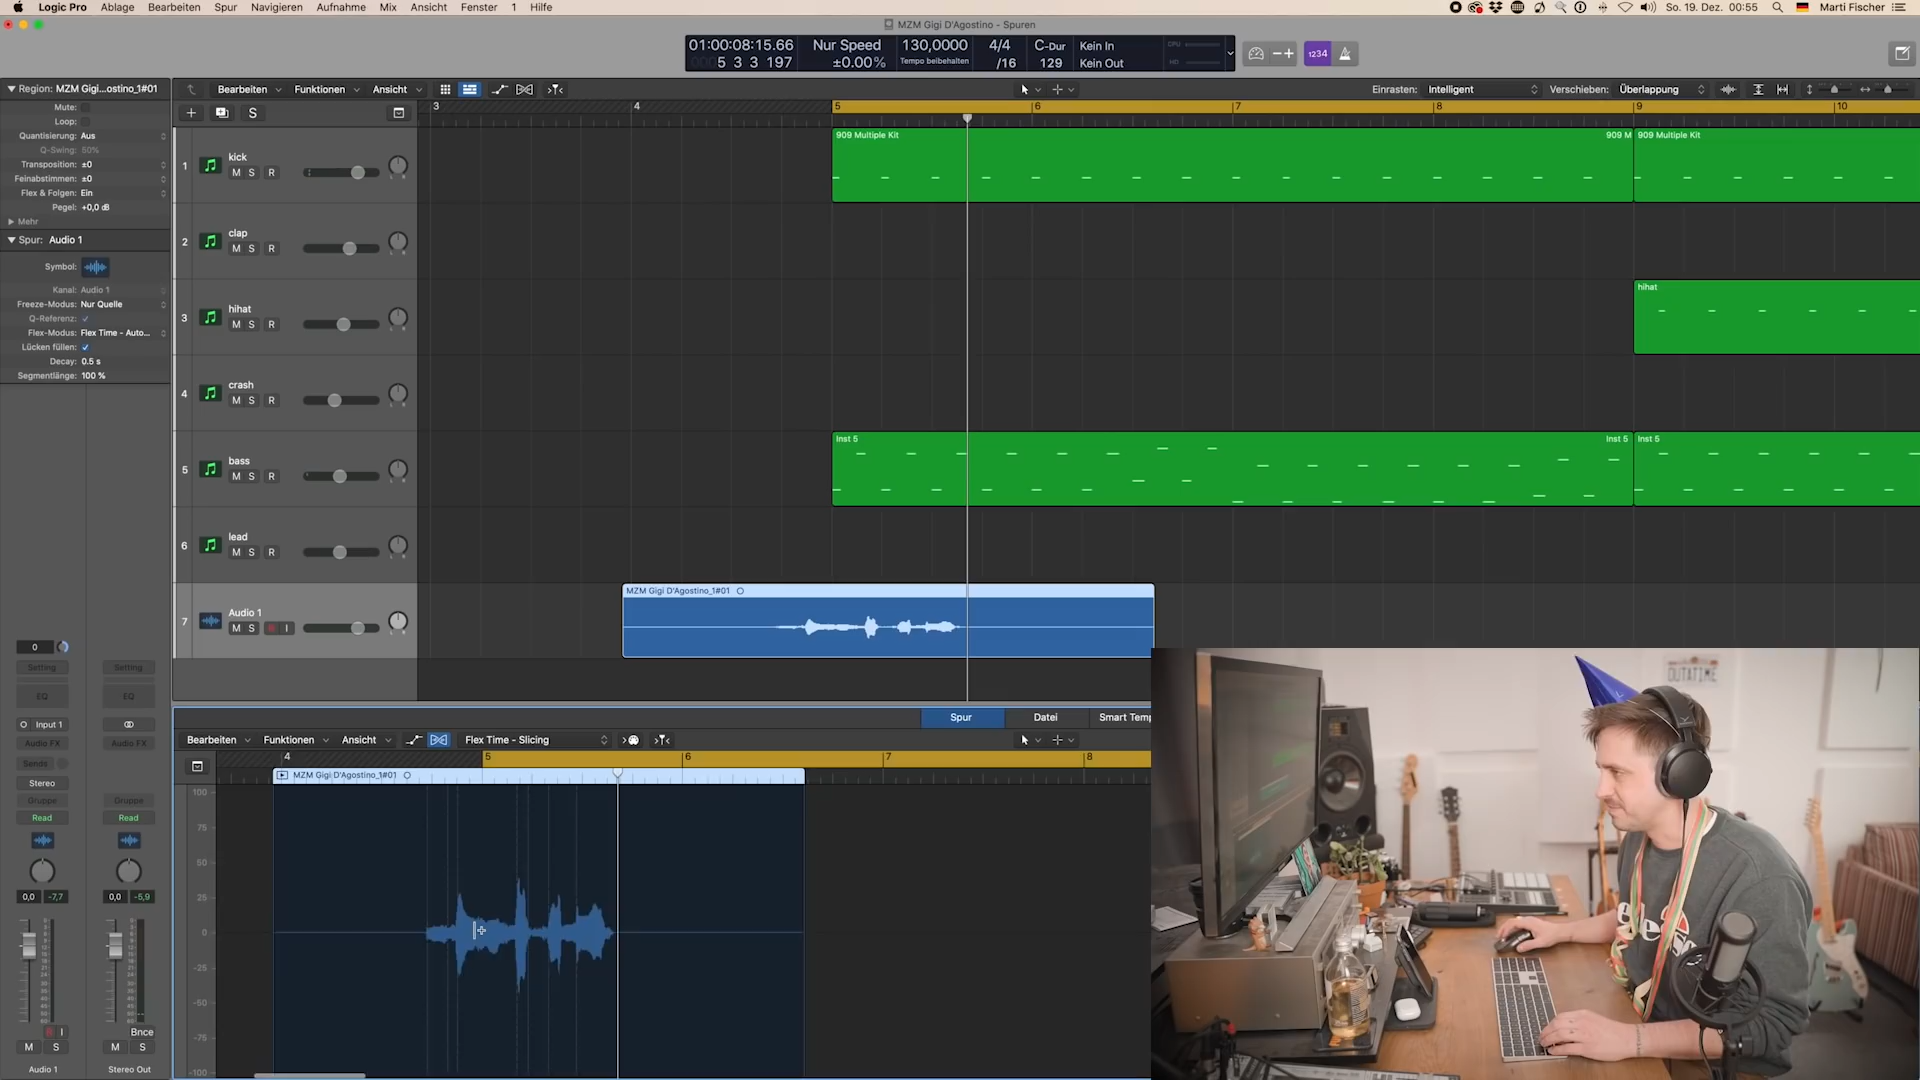 Logic Pro Ablage Bearbeiten Spur Navigieren Aufnahme Mix Ansicht Fenster 1 Hilfe
So. 19. Dez. 00:55 Marti Fischer
MZM Gigi D'Agostino - Spuren
01:00:08:15.66 Nur Speed 130,0000 4/4 C-Dur Kein In CPU
5 3 3 197 ±0.00% Tempo beibehalten /16 129 Kein Out HD
1234
Region: MZM Gigi...ostino_1#01
Bearbeiten Funktionen Ansicht
Einrasten: Intelligent Verschieben: Überlappung
Mute:
Loop:
Quantisierung: Aus
Q-Swing: 50%
Transposition: ±0
Feinabstimmen: ±0
Flex & Folgen: Ein
Pegel: +0,0 dB
Mehr
Spur: Audio 1
Symbol:
Kanal: Audio 1
Freeze-Modus: Nur Quelle
Q-Referenz:
Flex-Modus: Flex Time - Auto...
Lücken füllen:
Decay: 0.5 s
Segmentlänge: 100 %
S
3 4 5 6 7 8 9 10
1 kick
M S R
909 Multiple Kit 909 M 909 Multiple Kit
2 clap
M S R
3 hihat
M S R
hihat
4 crash
M S R
5 bass
M S R
Inst 5 Inst 5 Inst 5
6 lead
M S R
7 Audio 1
M S R I
MZM Gigi D'Agostino_1#01
0
Setting Setting
EQ EQ
Input 1
Audio FX Audio FX
Sends
Stereo
Gruppe Gruppe
Read Read
0,0 -7,7 0,0 -5,9
R I Bnce
M S M S
Audio 1 Stereo Out
Spur Datei Smart Temp
Bearbeiten Funktionen Ansicht Flex Time - Slicing
4 5 6 7 8
MZM Gigi D'Agostino_1#01
100
75
50
25
0
-25
-50
-75
-100
OUTATIME